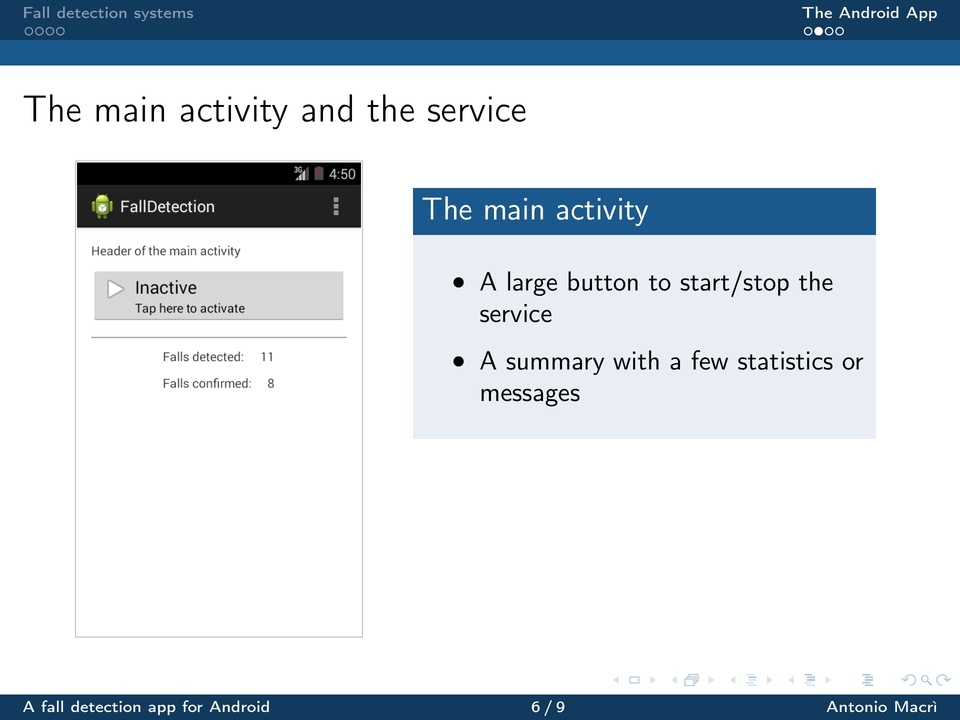 Fall detection systems
The Android App
The main activity and the service
3G 4:50
FallDetection
Header of the main activity
Inactive
Tap here to activate
Falls detected: 11
Falls confirmed: 8
The main activity
• A large button to start/stop the
service
• A summary with a few statistics or
messages
A fall detection app for Android
6 / 9
Antonio Macrì